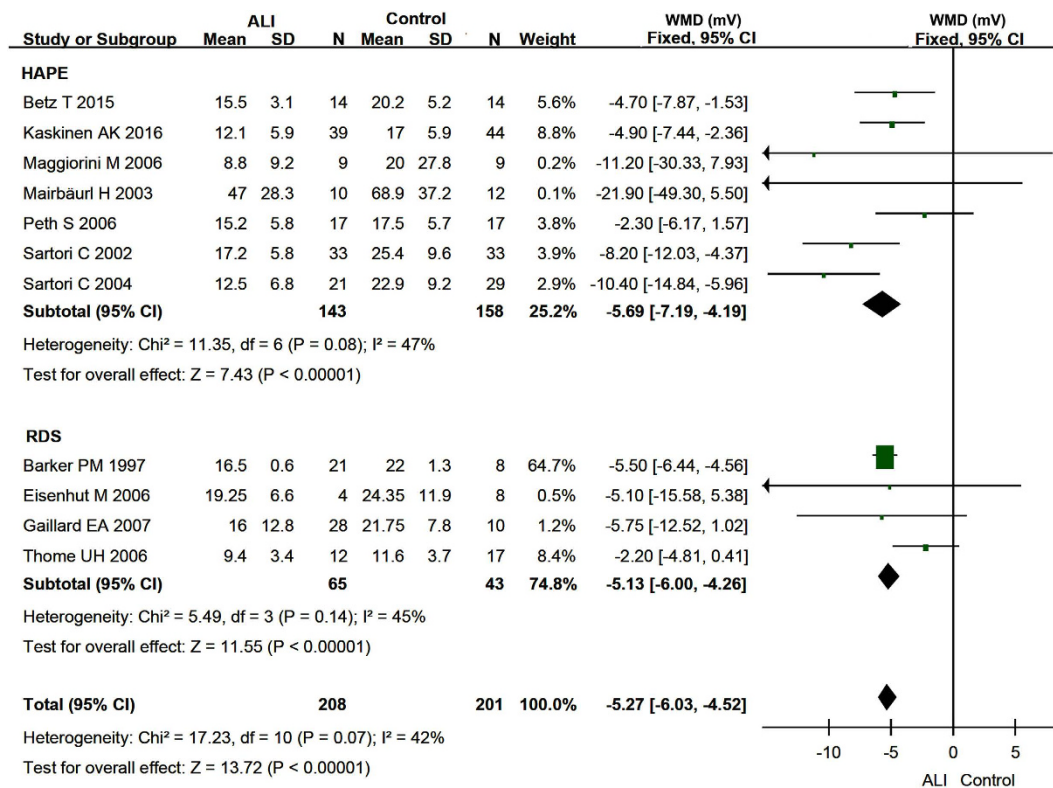 ALI Control WMD (mV) WMD (mV)
Study or Subgroup Mean SD N Mean SD N Weight Fixed, 95% CI Fixed, 95% CI
HAPE
Betz T 2015 15.5 3.1 14 20.2 5.2 14 5.6% -4.70 [-7.87, -1.53]
Kaskinen AK 2016 12.1 5.9 39 17 5.9 44 8.8% -4.90 [-7.44, -2.36]
Maggiorini M 2006 8.8 9.2 9 20 27.8 9 0.2% -11.20 [-30.33, 7.93]
Mairbäurl H 2003 47 28.3 10 68.9 37.2 12 0.1% -21.90 [-49.30, 5.50]
Peth S 2006 15.2 5.8 17 17.5 5.7 17 3.8% -2.30 [-6.17, 1.57]
Sartori C 2002 17.2 5.8 33 25.4 9.6 33 3.9% -8.20 [-12.03, -4.37]
Sartori C 2004 12.5 6.8 21 22.9 9.2 29 2.9% -10.40 [-14.84, -5.96]
Subtotal (95% CI) 143 158 25.2% -5.69 [-7.19, -4.19]
Heterogeneity: Chi² = 11.35, df = 6 (P = 0.08); I² = 47%
Test for overall effect: Z = 7.43 (P < 0.00001)
RDS
Barker PM 1997 16.5 0.6 21 22 1.3 8 64.7% -5.50 [-6.44, -4.56]
Eisenhut M 2006 19.25 6.6 4 24.35 11.9 8 0.5% -5.10 [-15.58, 5.38]
Gaillard EA 2007 16 12.8 28 21.75 7.8 10 1.2% -5.75 [-12.52, 1.02]
Thome UH 2006 9.4 3.4 12 11.6 3.7 17 8.4% -2.20 [-4.81, 0.41]
Subtotal (95% CI) 65 43 74.8% -5.13 [-6.00, -4.26]
Heterogeneity: Chi² = 5.49, df = 3 (P = 0.14); I² = 45%
Test for overall effect: Z = 11.55 (P < 0.00001)
Total (95% CI) 208 201 100.0% -5.27 [-6.03, -4.52]
Heterogeneity: Chi² = 17.23, df = 10 (P = 0.07); I² = 42%
Test for overall effect: Z = 13.72 (P < 0.00001)
-10 -5 0 5
ALI Control